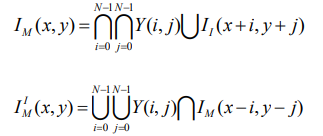 I_M(x,y)=⋂_{i=0}^{N-1}⋂_{j=0}^{N-1}Y(i,j)⋃I_I(x+i,y+j)
I_M^I(x,y)=⋃_{i=0}^{N-1}⋃_{j=0}^{N-1}Y(i,j)⋂I_M(x-i,y-j)